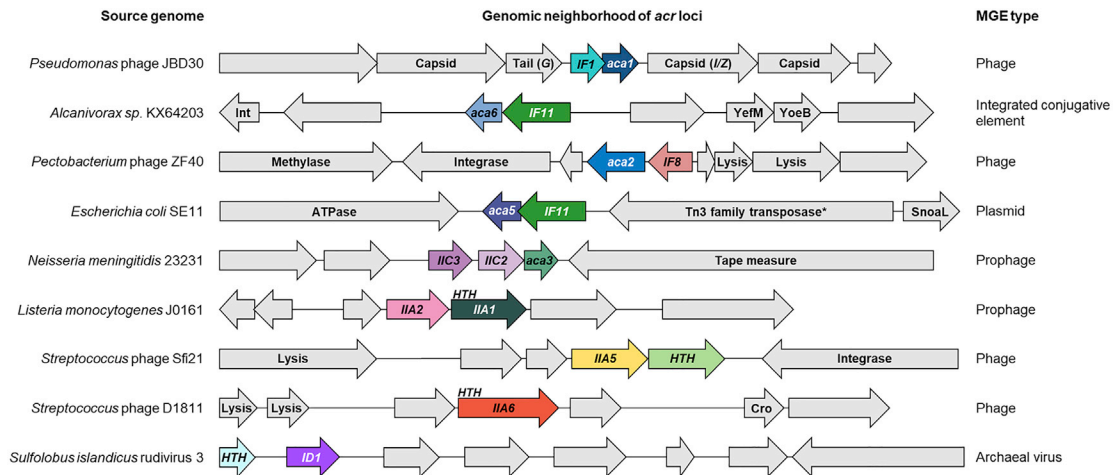 Source genome Genomic neighborhood of acr loci MGE type
Pseudomonas phage JBD30 Capsid Tail (G) IF1 aca1 Capsid (I/Z) Capsid Phage
Alcanivorax sp. KX64203 Int aca6 IF11 YefM YoeB Integrated conjugative
element
Pectobacterium phage ZF40 Methylase Integrase aca2 IF8 Lysis Lysis Phage
Escherichia coli SE11 ATPase aca5 IF11 Tn3 family transposase* SnoaL Plasmid
Neisseria meningitidis 23231 IIC3 IIC2 aca3 Tape measure Prophage
HTH
Listeria monocytogenes J0161 IIA2 IIA1 Prophage
Streptococcus phage Sfi21 Lysis IIA5 HTH Integrase Phage
HTH
Streptococcus phage D1811 Lysis Lysis IIA6 Cro Phage
Sulfolobus islandicus rudivirus 3 HTH ID1 Archaeal virus